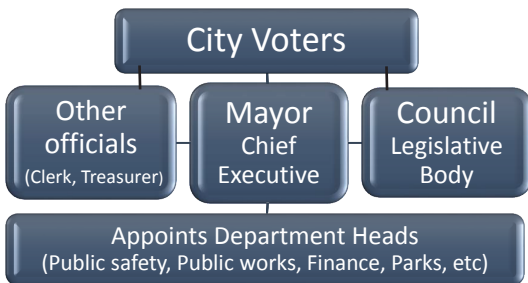 City Voters
Other
officials
(Clerk, Treasurer)
Mayor
Chief
Executive
Council
Legislative
Body
Appoints Department Heads
(Public safety, Public works, Finance, Parks, etc)